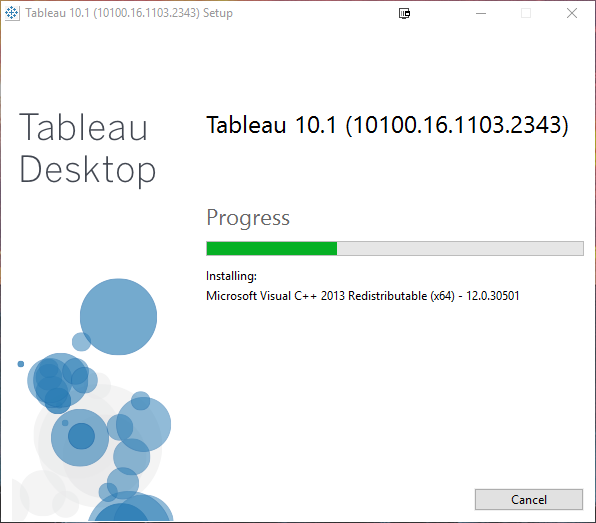 Tableau 10.1 (10100.16.1103.2343) Setup
Tableau
Desktop
Tableau 10.1 (10100.16.1103.2343)
Progress
Installing:
Microsoft Visual C++ 2013 Redistributable (x64) - 12.0.30501
Cancel